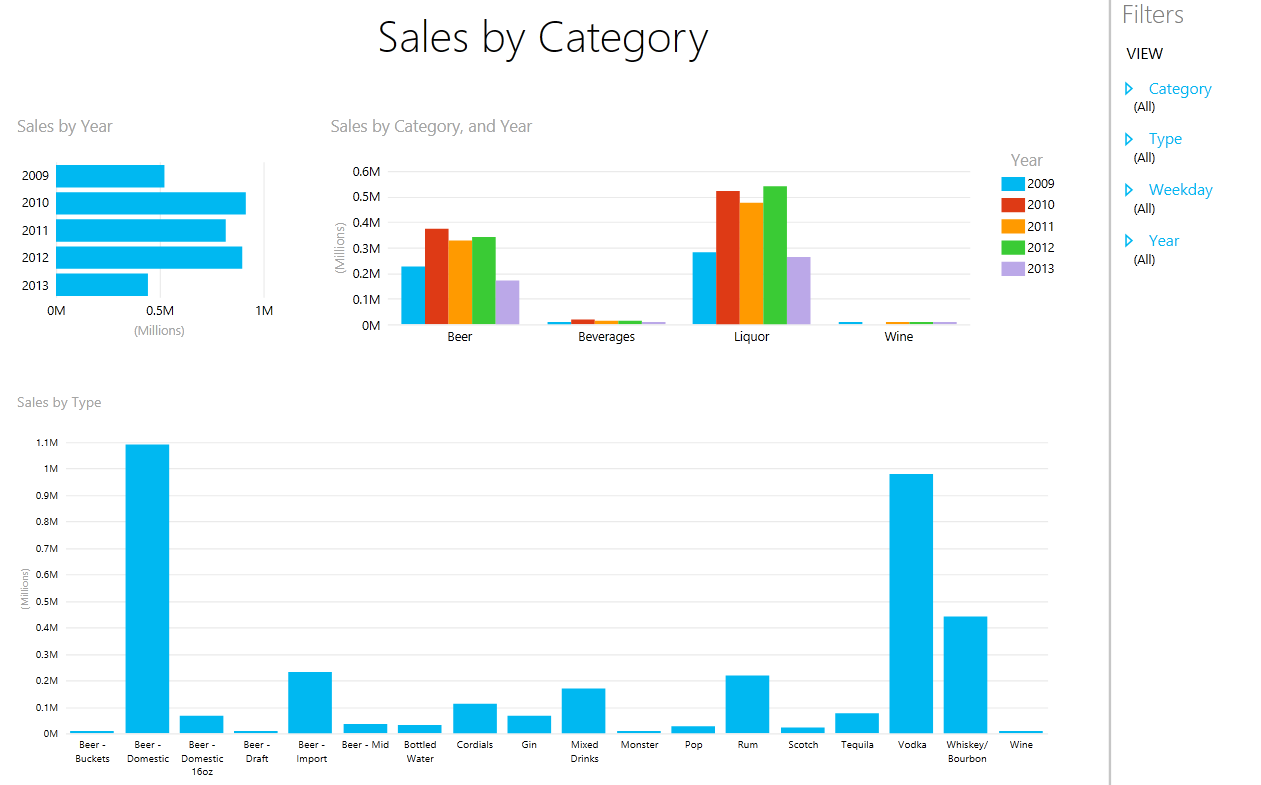 Sales by Category
Filters
VIEW
Category
(All)
Type
(All)
Weekday
(All)
Year
(All)
Sales by Year
2009
2010
2011
2012
2013
0M 0.5M 1M
(Millions)
Sales by Category, and Year
0.6M
0.5M
0.4M
0.3M
0.2M
0.1M
0M
(Millions)
Beer Beverages Liquor Wine
Year
2009
2010
2011
2012
2013
Sales by Type
1.1M
1M
0.9M
0.8M
0.7M
0.6M
0.5M
0.4M
0.3M
0.2M
0.1M
0M
(Millions)
Beer - Beer - Beer - Beer - Beer - Beer - Mid Bottled Cordials Gin Mixed Monster Pop Rum Scotch Tequila Vodka Whiskey/ Wine
Buckets Domestic Domestic Draft Import Water Drinks Bourbon
16oz